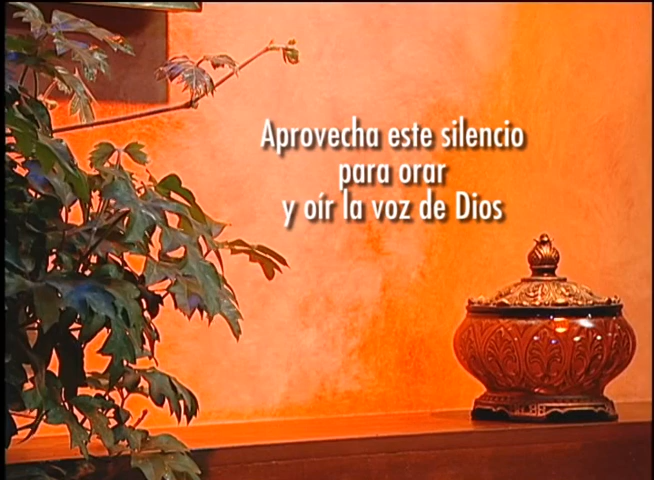 Aprovecha este silencio
para orar
y oír la voz de Dios